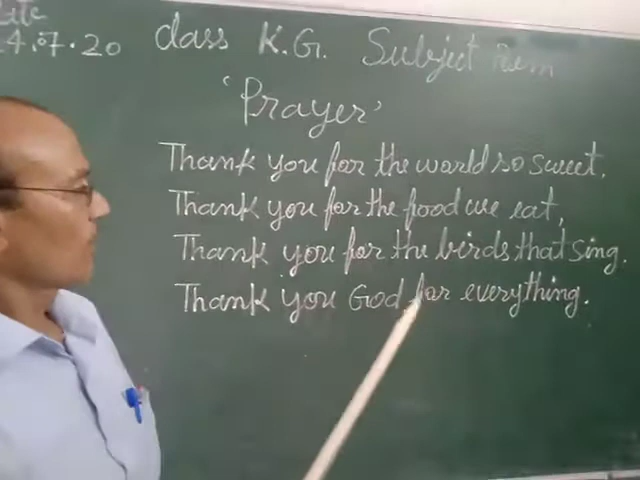 Date
4.07.20 class K.G. Subject
'Prayer'
Thank you for the world so sweet.
Thank you for the food we eat,
Thank you for the birds that sing.
Thank you God for everything.